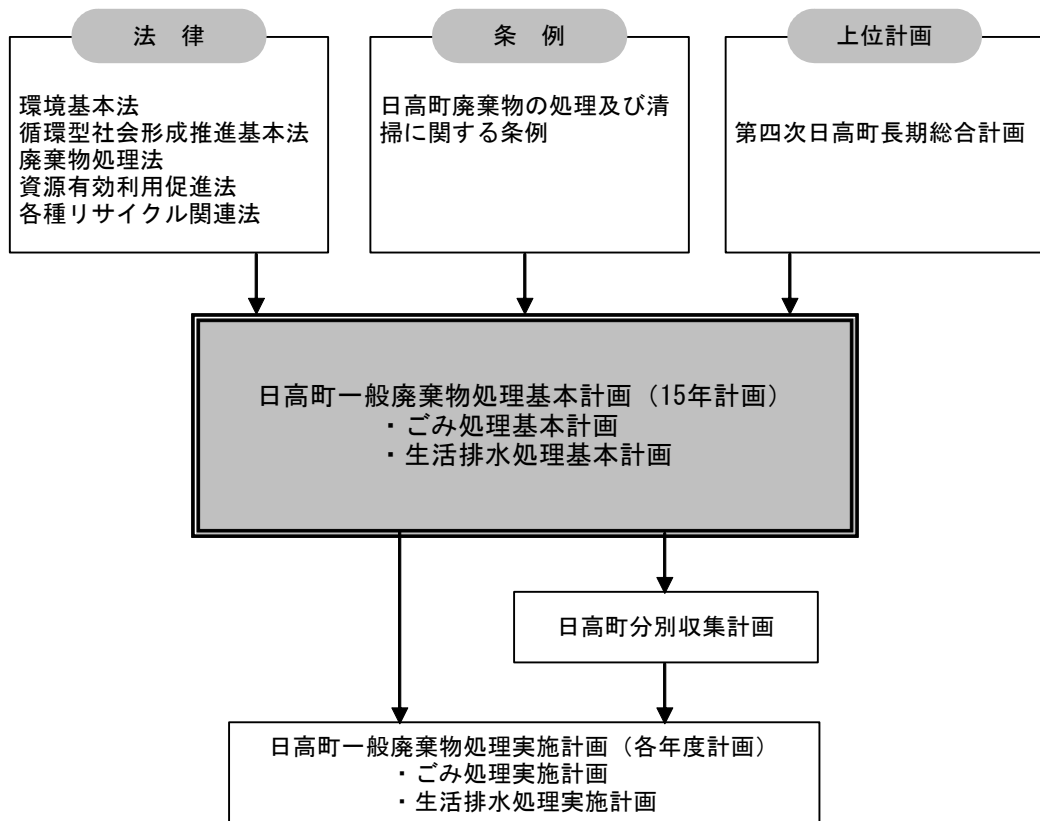 法 律
環境基本法
循環型社会形成推進基本法
廃棄物処理法
資源有効利用促進法
各種リサイクル関連法
条 例
日高町廃棄物の処理及び清
掃に関する条例
上位計画
第四次日高町長期総合計画
日高町一般廃棄物処理基本計画（15年計画）
・ごみ処理基本計画
・生活排水処理基本計画
日高町分別収集計画
日高町一般廃棄物処理実施計画（各年度計画）
・ごみ処理実施計画
・生活排水処理実施計画